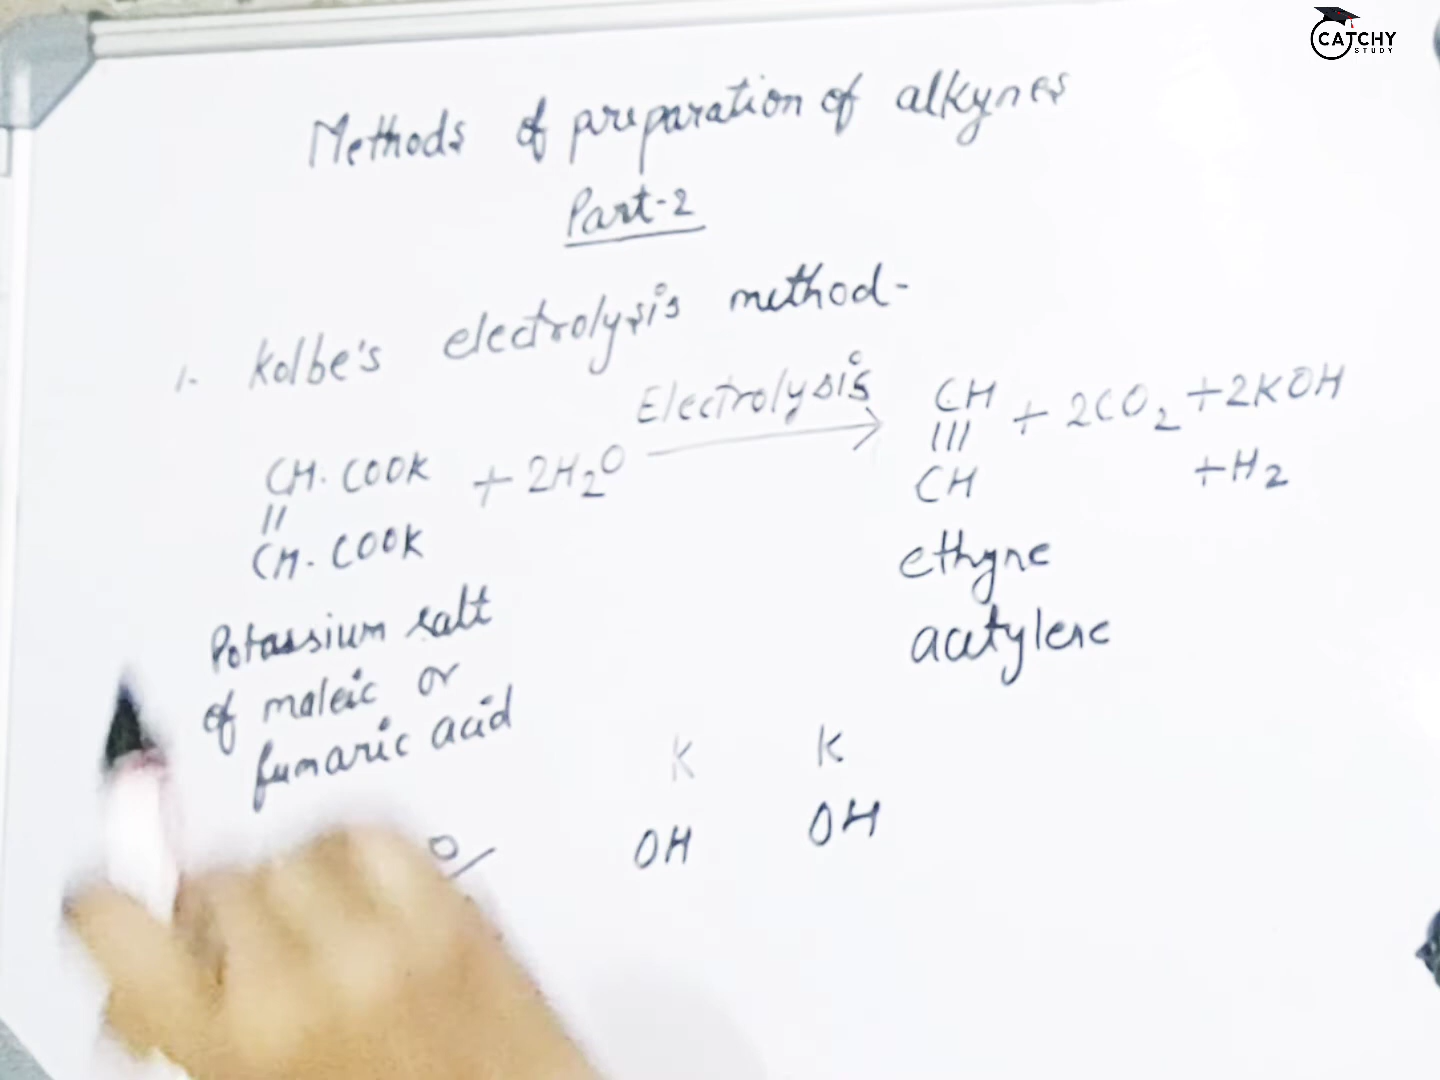 CATCHY
STUDY
Methods of preparation of alkynes
Part-2
1. Kolbe's electrolysis method-
CH.COOK + 2H2O Electrolysis CH + 2CO2 + 2KOH
||
|||
CH.COOK
CH
+H2
Potassium salt
of maleic or
fumaric acid
ethyne
acetylene
K K
O OH OH